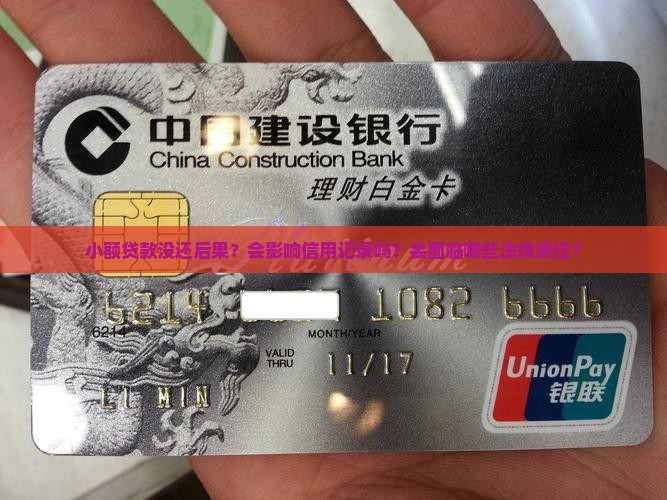 中国建设银行
China Construction Bank
理财白金卡
Platinum
小额贷款没还后果?会影响信用记录吗?会面临哪些法律责任?
6214 1082 6666
6214
MONTH/YEAR
VALID
THRU
11/17
LI MIN
UnionPay
银联